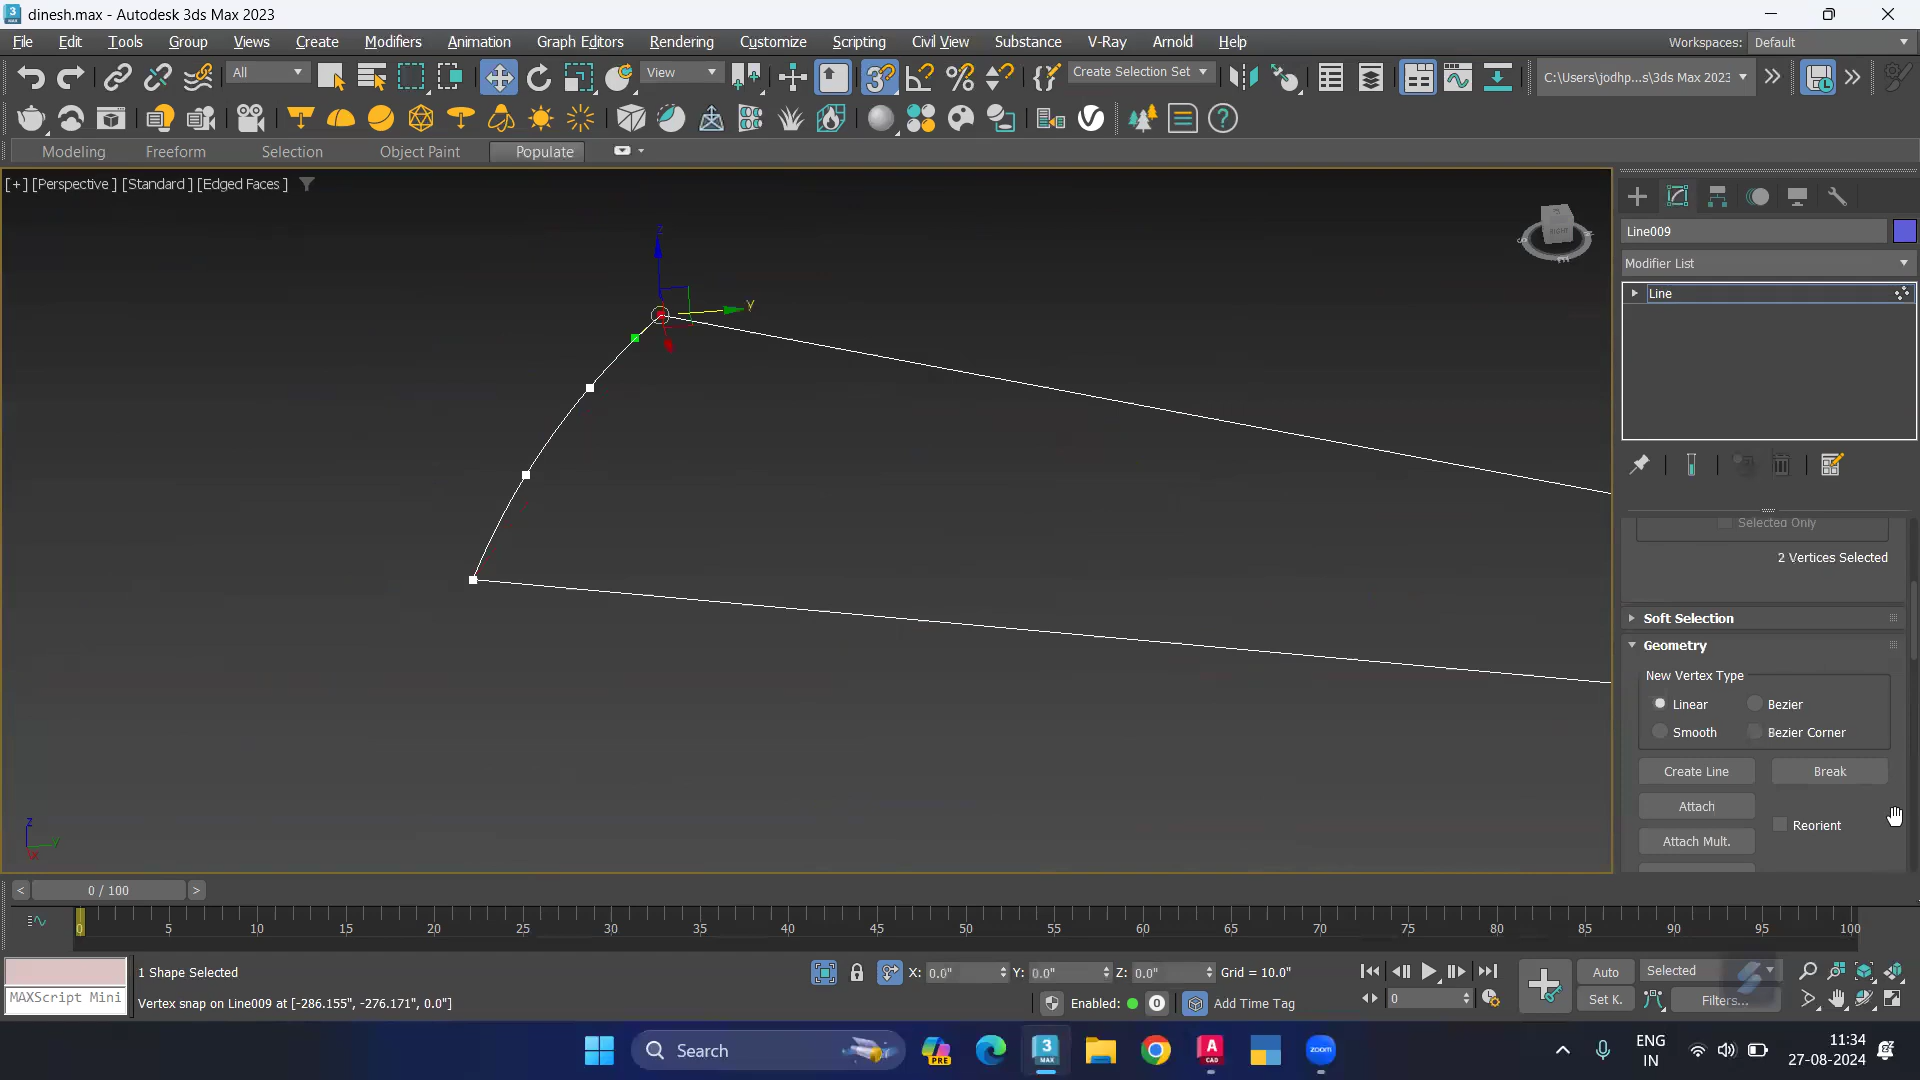 dinesh.max - Autodesk 3ds Max 2023
File Edit Tools Group Views Create Modifiers Animation Graph Editors Rendering Customize Scripting Civil View Substance V-Ray Arnold Help Workspaces: Default
All View Create Selection Set C:\Users\jodhp...s\3ds Max 2023
Modeling Freeform Selection Object Paint Populate
[+] [Perspective ] [Standard ] [Edged Faces ]
Line009
Modifier List
Line
z
y
RIGHT
Selected Only
2 Vertices Selected
Soft Selection
Geometry
New Vertex Type
Linear Bezier
Smooth Bezier Corner
Create Line Break
Attach
Reorient
Attach Mult.
z
y
x
< 0 / 100 >
0 5 10 15 20 25 30 35 40 45 50 55 60 65 70 75 80 85 90 95 100
1 Shape Selected X: 0.0" Y: 0.0" Z: 0.0" Grid = 10.0" Auto Selected
MAXScript Mini Vertex snap on Line009 at [-286.155", -276.171", 0.0"] Enabled: 0 Add Time Tag 0 Set K. Filters...
Search PRE 3 MAX A CAD zoom
ENG
IN
11:34
27-08-2024